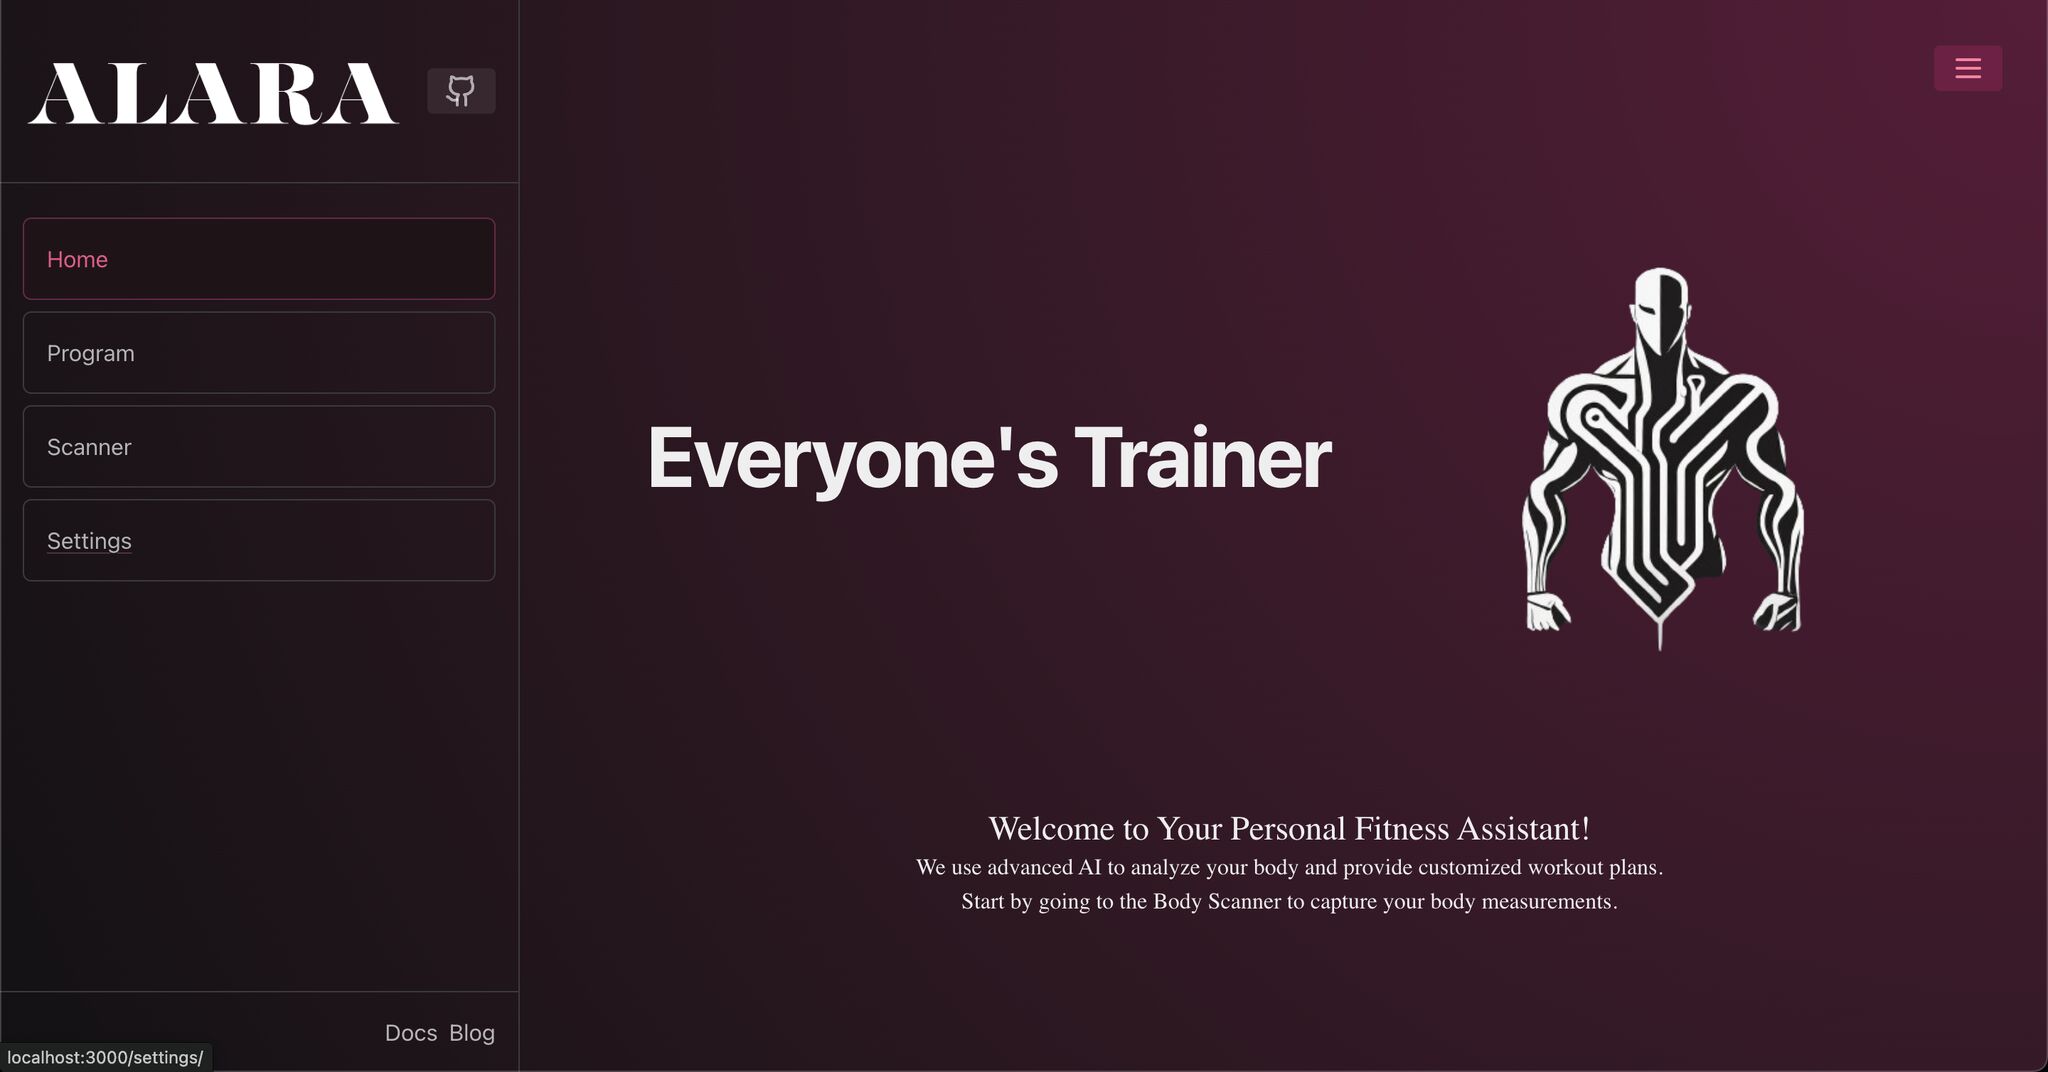 ALARA
Home
Program
Scanner
Settings
Everyone's Trainer
Welcome to Your Personal Fitness Assistant!
We use advanced AI to analyze your body and provide customized workout plans.
Start by going to the Body Scanner to capture your body measurements.
Docs Blog
localhost:3000/settings/